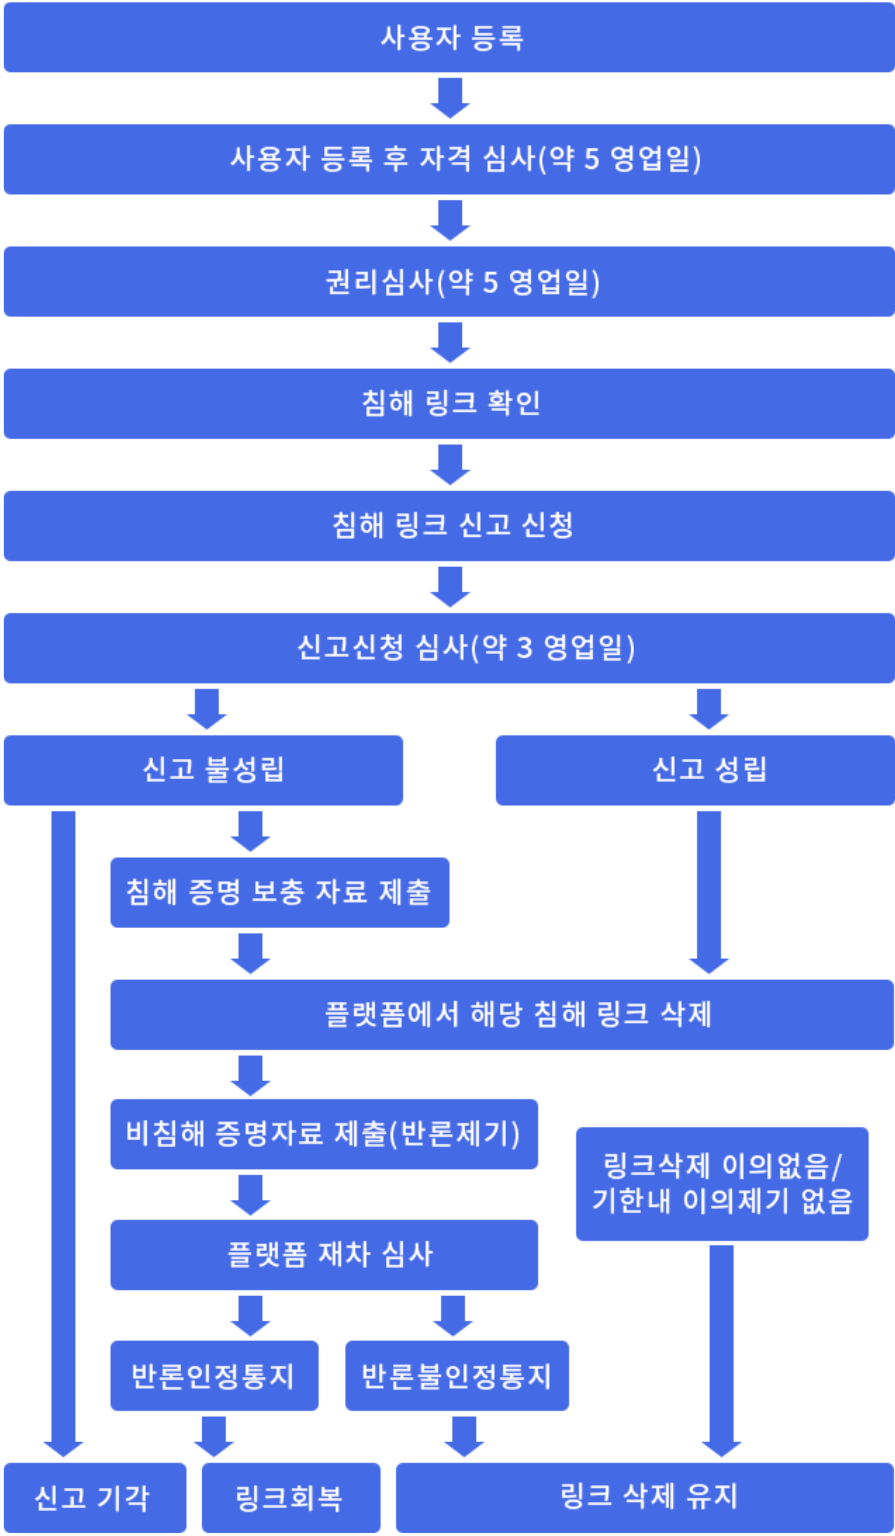 사용자 등록
사용자 등록 후 자격 심사(약 5 영업일)
권리심사(약 5 영업일)
침해 링크 확인
침해 링크 신고 신청
신고신청 심사(약 3 영업일)
신고 불성립
신고 성립
침해 증명 보충 자료 제출
플랫폼에서 해당 침해 링크 삭제
비침해 증명자료 제출(반론제기)
링크삭제 이의없음/
기한내 이의제기 없음
플랫폼 재차 심사
반론인정통지
반론불인정통지
신고 기각
링크회복
링크 삭제 유지